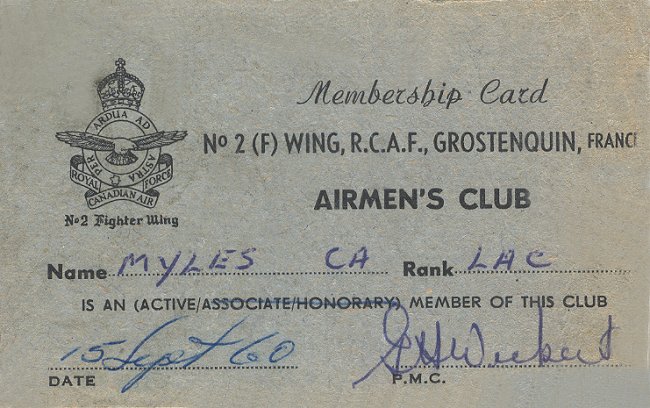 Membership Card
PER ARDUA AD ASTRA
ROYAL CANADIAN AIR FORCE
No 2 Fighter Wing
No 2 (F) WING, R.C.A.F., GROSTENQUIN, FRANC
AIRMEN'S CLUB
Name MYLES CA Rank LAC
IS AN (ACTIVE/ASSOCIATE/HONORARY) MEMBER OF THIS CLUB
15 Sept 60
DATE P.M.C.